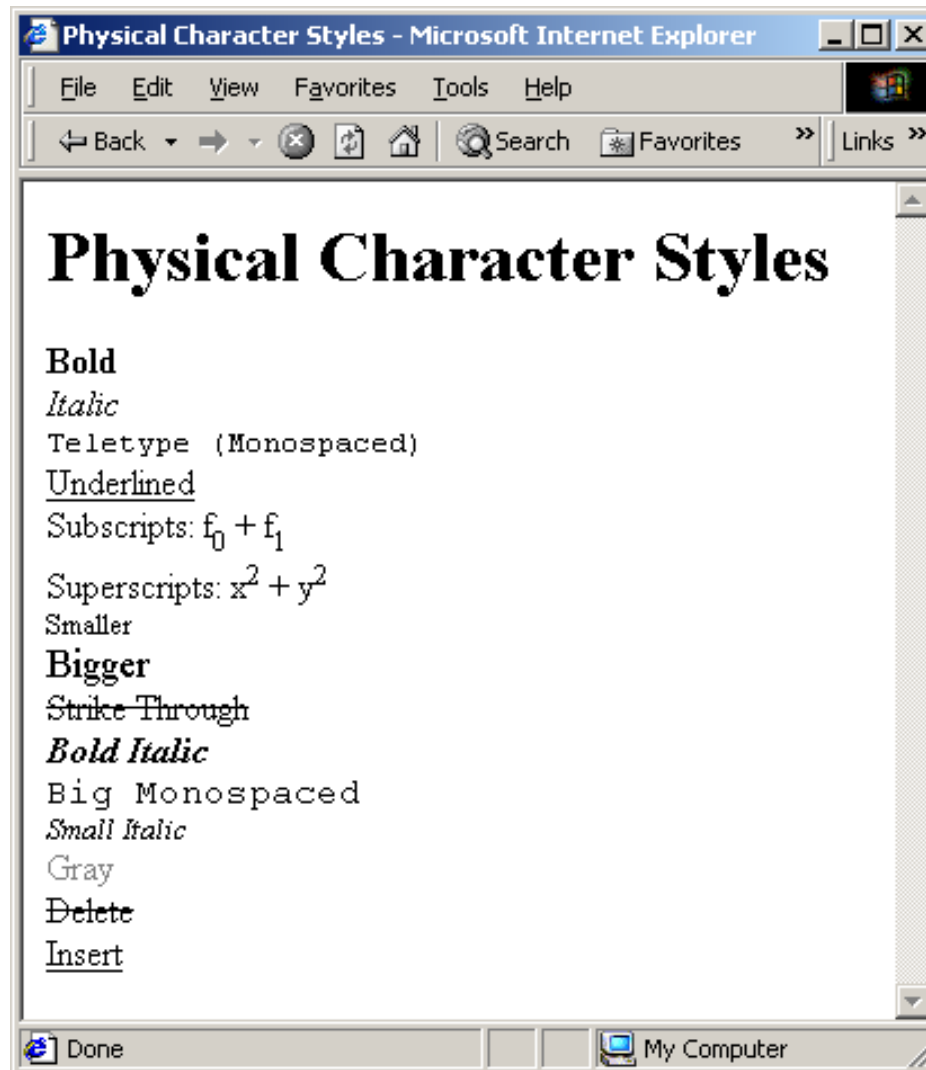 Physical Character Styles - Microsoft Internet Explorer
File Edit View Favorites Tools Help
Back Search Favorites » Links »
Physical Character Styles
Bold
Italic
Teletype (Monospaced)
Underlined
Subscripts: f₀ + f₁
Superscripts: x² + y²
Smaller
Bigger
Strike Through
Bold Italic
Big Monospaced
Small Italic
Gray
Delete
Insert
Done My Computer